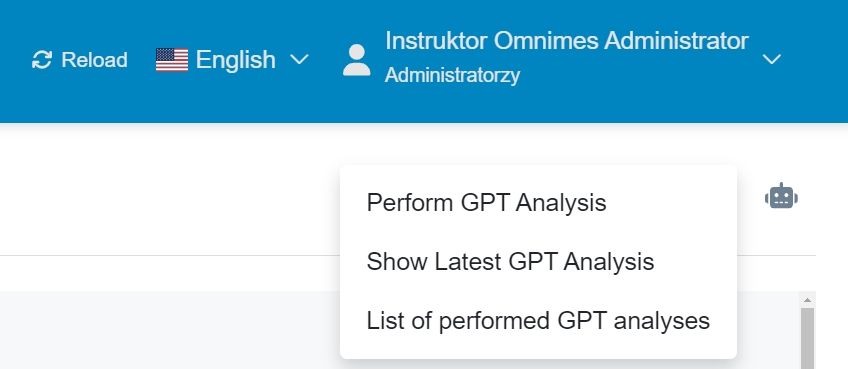 Reload
English
Instruktor Omnimes Administrator
Administratorzy
Perform GPT Analysis
Show Latest GPT Analysis
List of performed GPT analyses